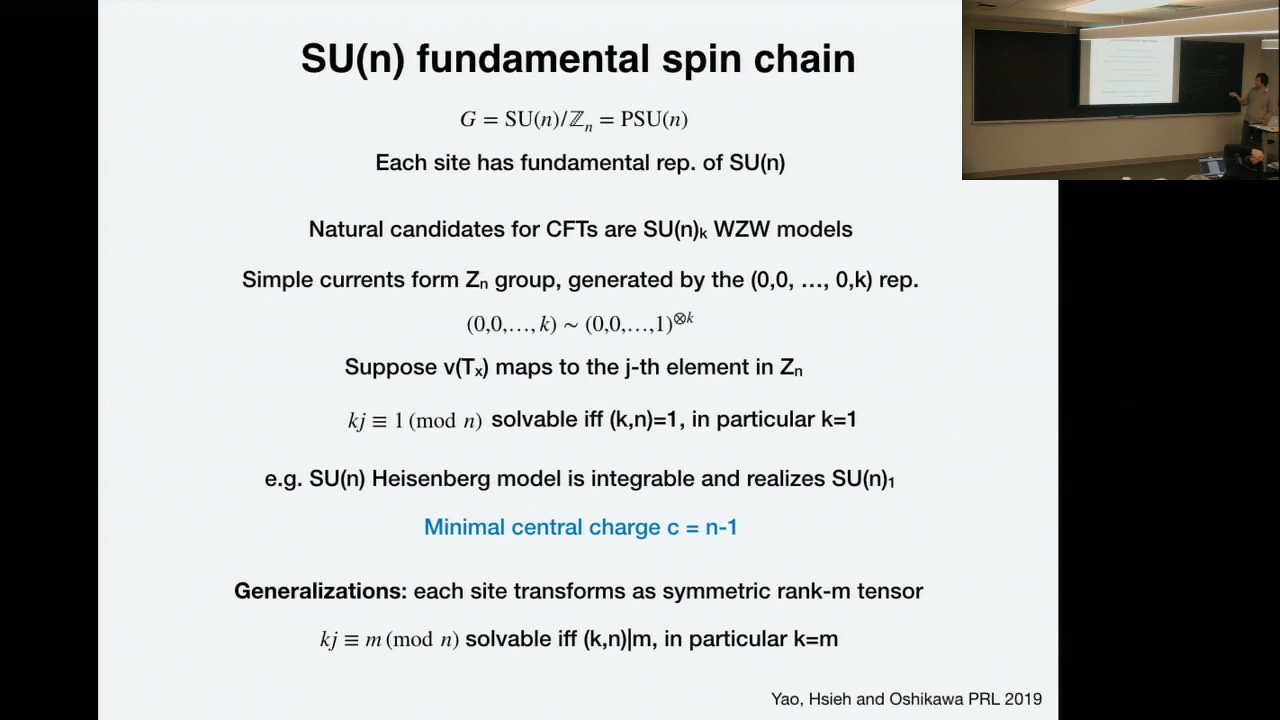 SU(n) fundamental spin chain
G = SU(n)/ℤₙ = PSU(n)
Each site has fundamental rep. of SU(n)
Natural candidates for CFTs are SU(n)ₖ WZW models
Simple currents form Zₙ group, generated by the (0,0, …, 0,k) rep.
(0,0,…, k) ∼ (0,0,…,1)^⊗k
Suppose v(Tₓ) maps to the j-th element in Zₙ
kj ≡ 1 (mod n) solvable iff (k,n)=1, in particular k=1
e.g. SU(n) Heisenberg model is integrable and realizes SU(n)₁
Minimal central charge c = n-1
Generalizations: each site transforms as symmetric rank-m tensor
kj ≡ m (mod n) solvable iff (k,n)|m, in particular k=m
Yao, Hsieh and Oshikawa PRL 2019